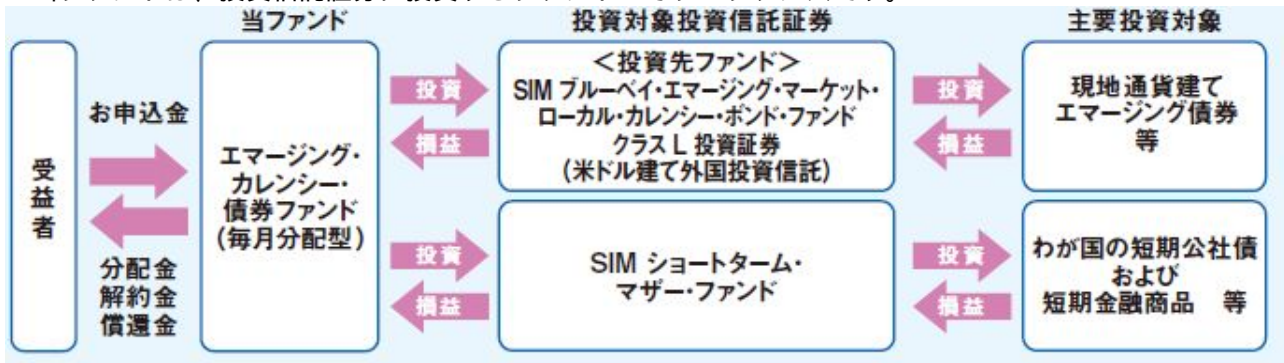 当ファンド
投資対象投資信託証券
主要投資対象
受益者
お申込金
分配金
解約金
償還金
エマージング・
カレンシー・
債券ファンド
(毎月分配型)
投資
損益
<投資先ファンド>
SIM ブルーベイ・エマージング・マーケット・
ローカル・カレンシー・ボンド・ファンド
クラス L 投資証券
(米ドル建て外国投資信託)
投資
損益
現地通貨建て
エマージング債券
等
投資
損益
SIM ショートターム・
マザー・ファンド
投資
損益
わが国の短期公社債
および
短期金融商品 等